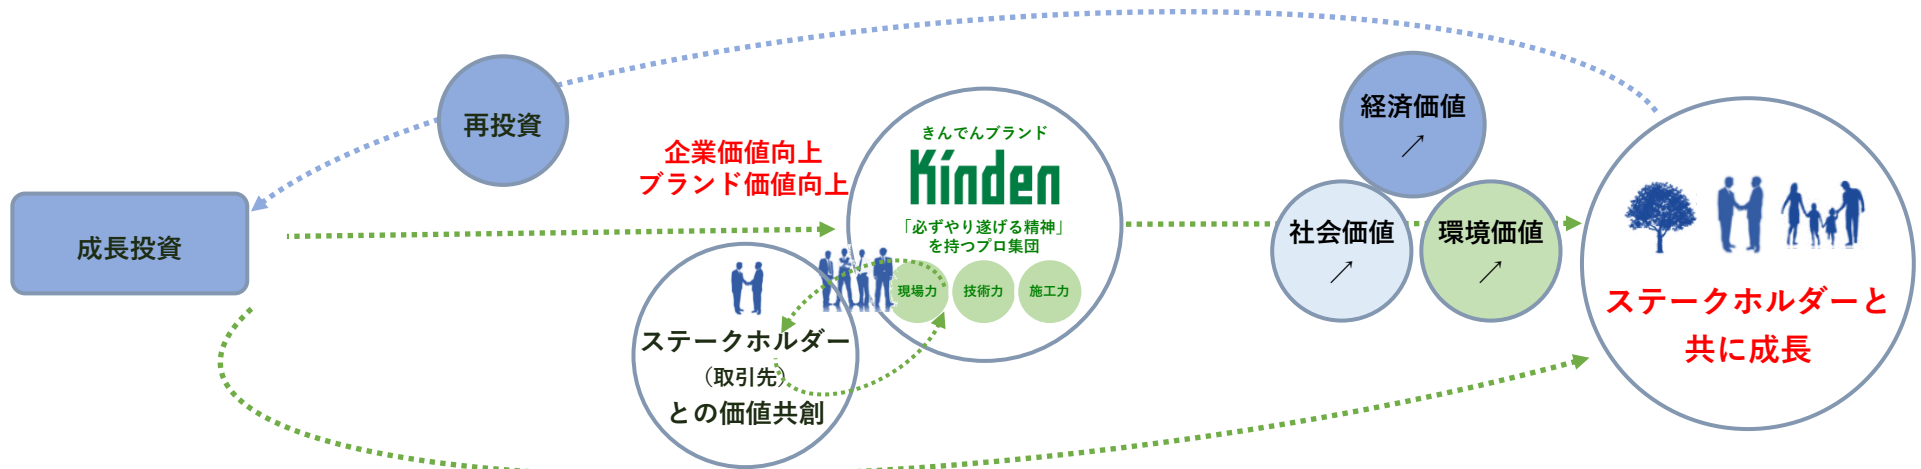 再投資
成長投資
企業価値向上
ブランド価値向上
きんでんブランド
Kinden
「必ずやり遂げる精神」
を持つプロ集団
現場力
技術力
施工力
ステークホルダー
（取引先）
との価値共創
経済価値
↗
社会価値
↗
環境価値
↗
ステークホルダーと
共に成長